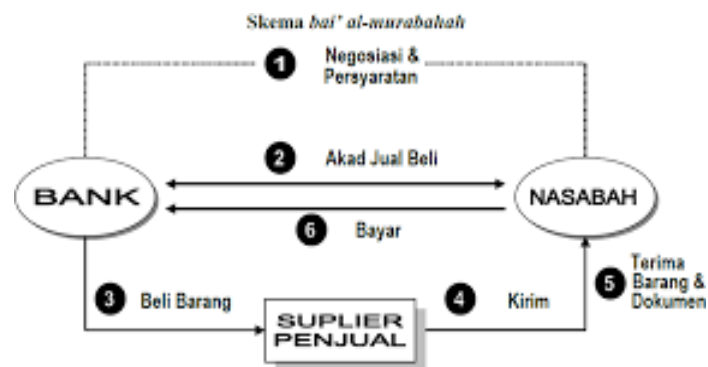 Skema bai' al-murabahah
1 Negosiasi &
Persyaratan
2 Akad Jual Beli
BANK
NASABAH
6 Bayar
3 Beli Barang
4 Kirim
5 Terima
Barang &
Dokumen
SUPLIER
PENJUAL